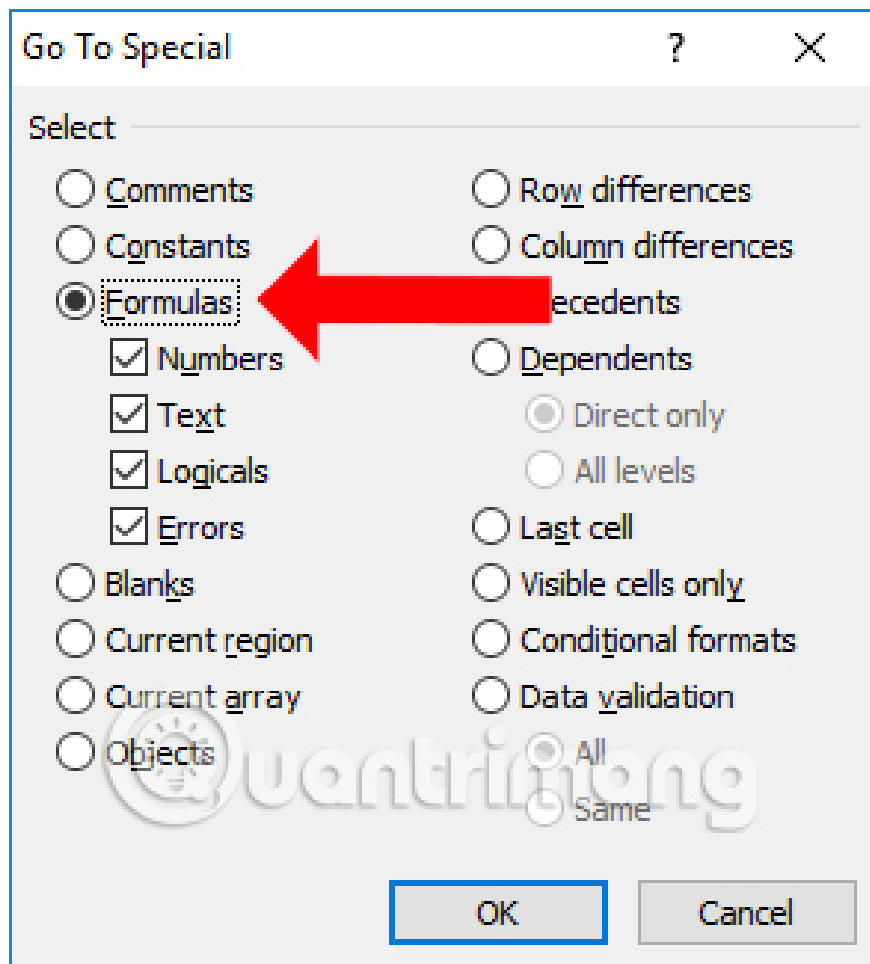 Go To Special
Select
Comments
Constants
Formulas
Numbers
Text
Logicals
Errors
Blanks
Current region
Current array
Objects
Row differences
Column differences
ecedents
Dependents
Direct only
All levels
Last cell
Visible cells only
Conditional formats
Data validation
All
Same
Quantrimang
OK
Cancel